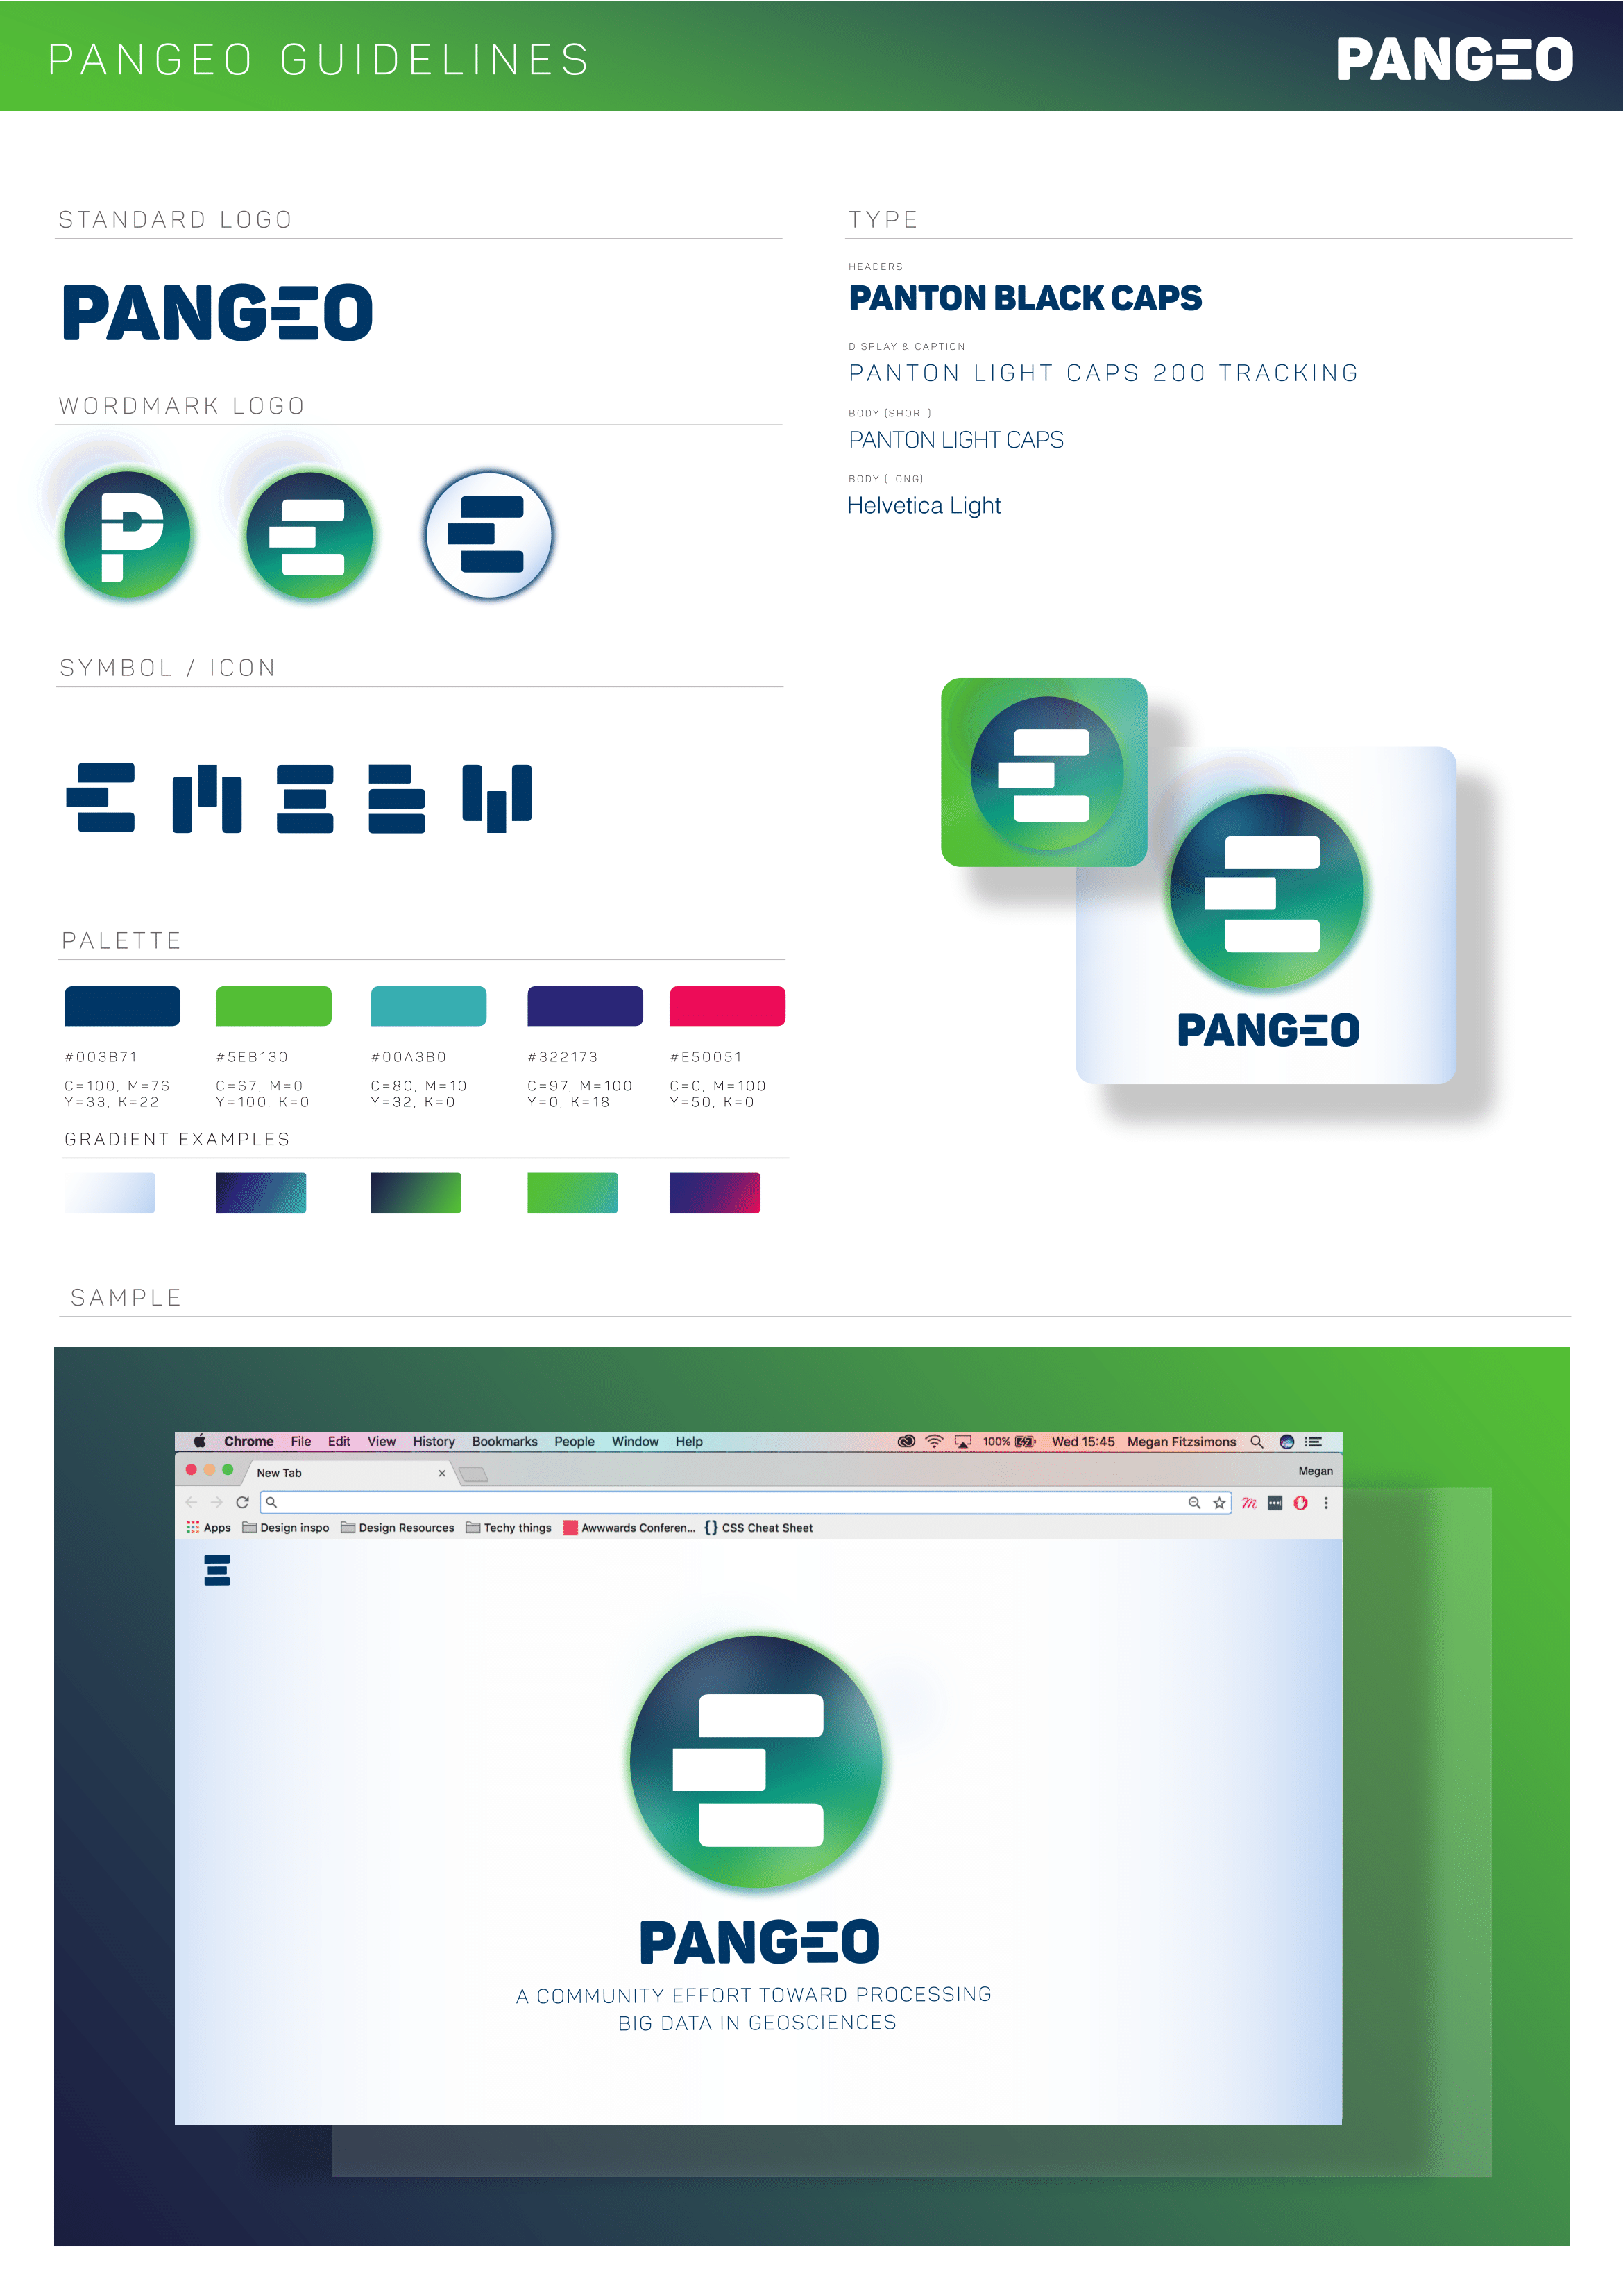 PANGEO GUIDELINES
PANGEO
STANDARD LOGO
PANGEO
WORDMARK LOGO
P E E
SYMBOL / ICON
PALETTE
#003B71 #5EB130 #00A3B0 #322173 #E50051
C=100, M=76 C=67, M=0 C=80, M=10 C=97, M=100 C=0, M=100
Y=33, K=22 Y=100, K=0 Y=32, K=0 Y=0, K=18 Y=50, K=0
GRADIENT EXAMPLES
TYPE
HEADERS
PANTON BLACK CAPS
DISPLAY & CAPTION
PANTON LIGHT CAPS 200 TRACKING
BODY (SHORT)
PANTON LIGHT CAPS
BODY (LONG)
Helvetica Light
PANGEO
SAMPLE
Chrome File Edit View History Bookmarks People Window Help 100% Wed 15:45 Megan Fitzsimons
New Tab Megan
Apps Design inspo Design Resources Techy things Awwwards Conferen... {} CSS Cheat Sheet
PANGEO
A COMMUNITY EFFORT TOWARD PROCESSING
BIG DATA IN GEOSCIENCES